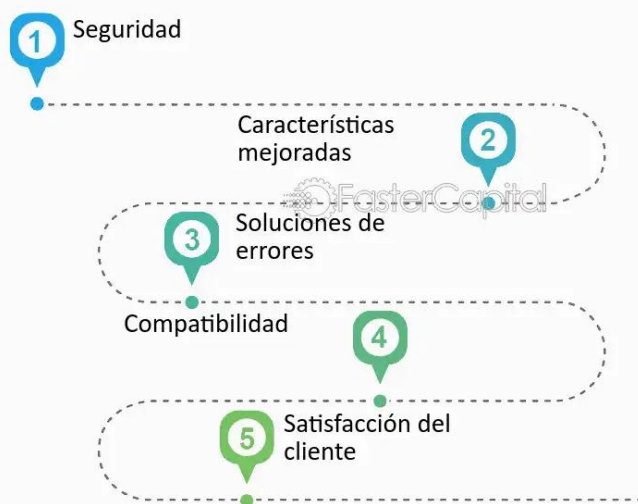 1
Seguridad
Características
mejoradas
2
FasterCapital
3
Soluciones de
errores
Compatibilidad
4
5
Satisfacción del
cliente